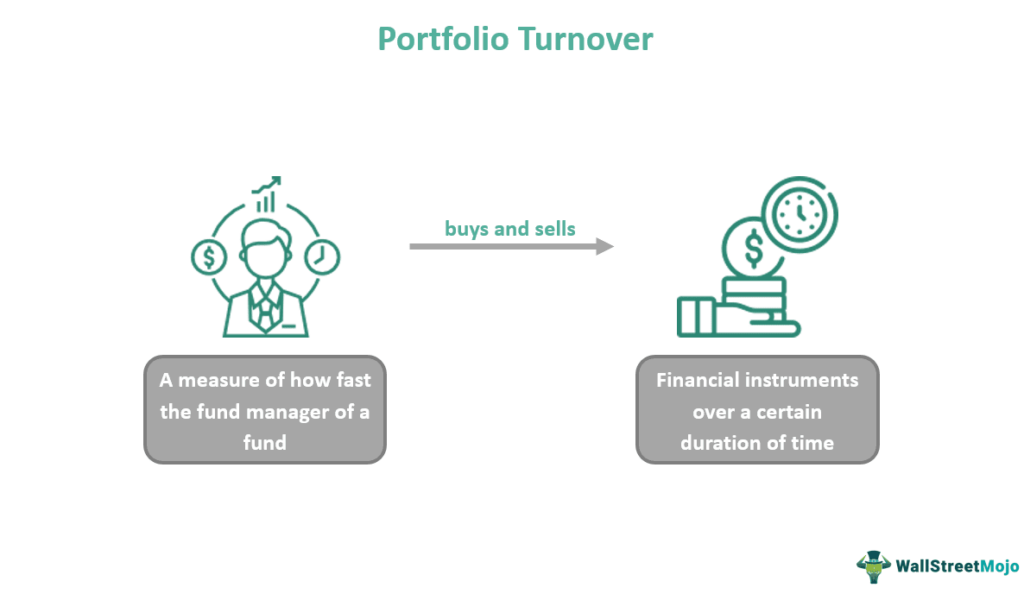 Portfolio Turnover
buys and sells
$
$
A measure of how fast
the fund manager of a
fund
Financial instruments
over a certain
duration of time
WallStreetMojo